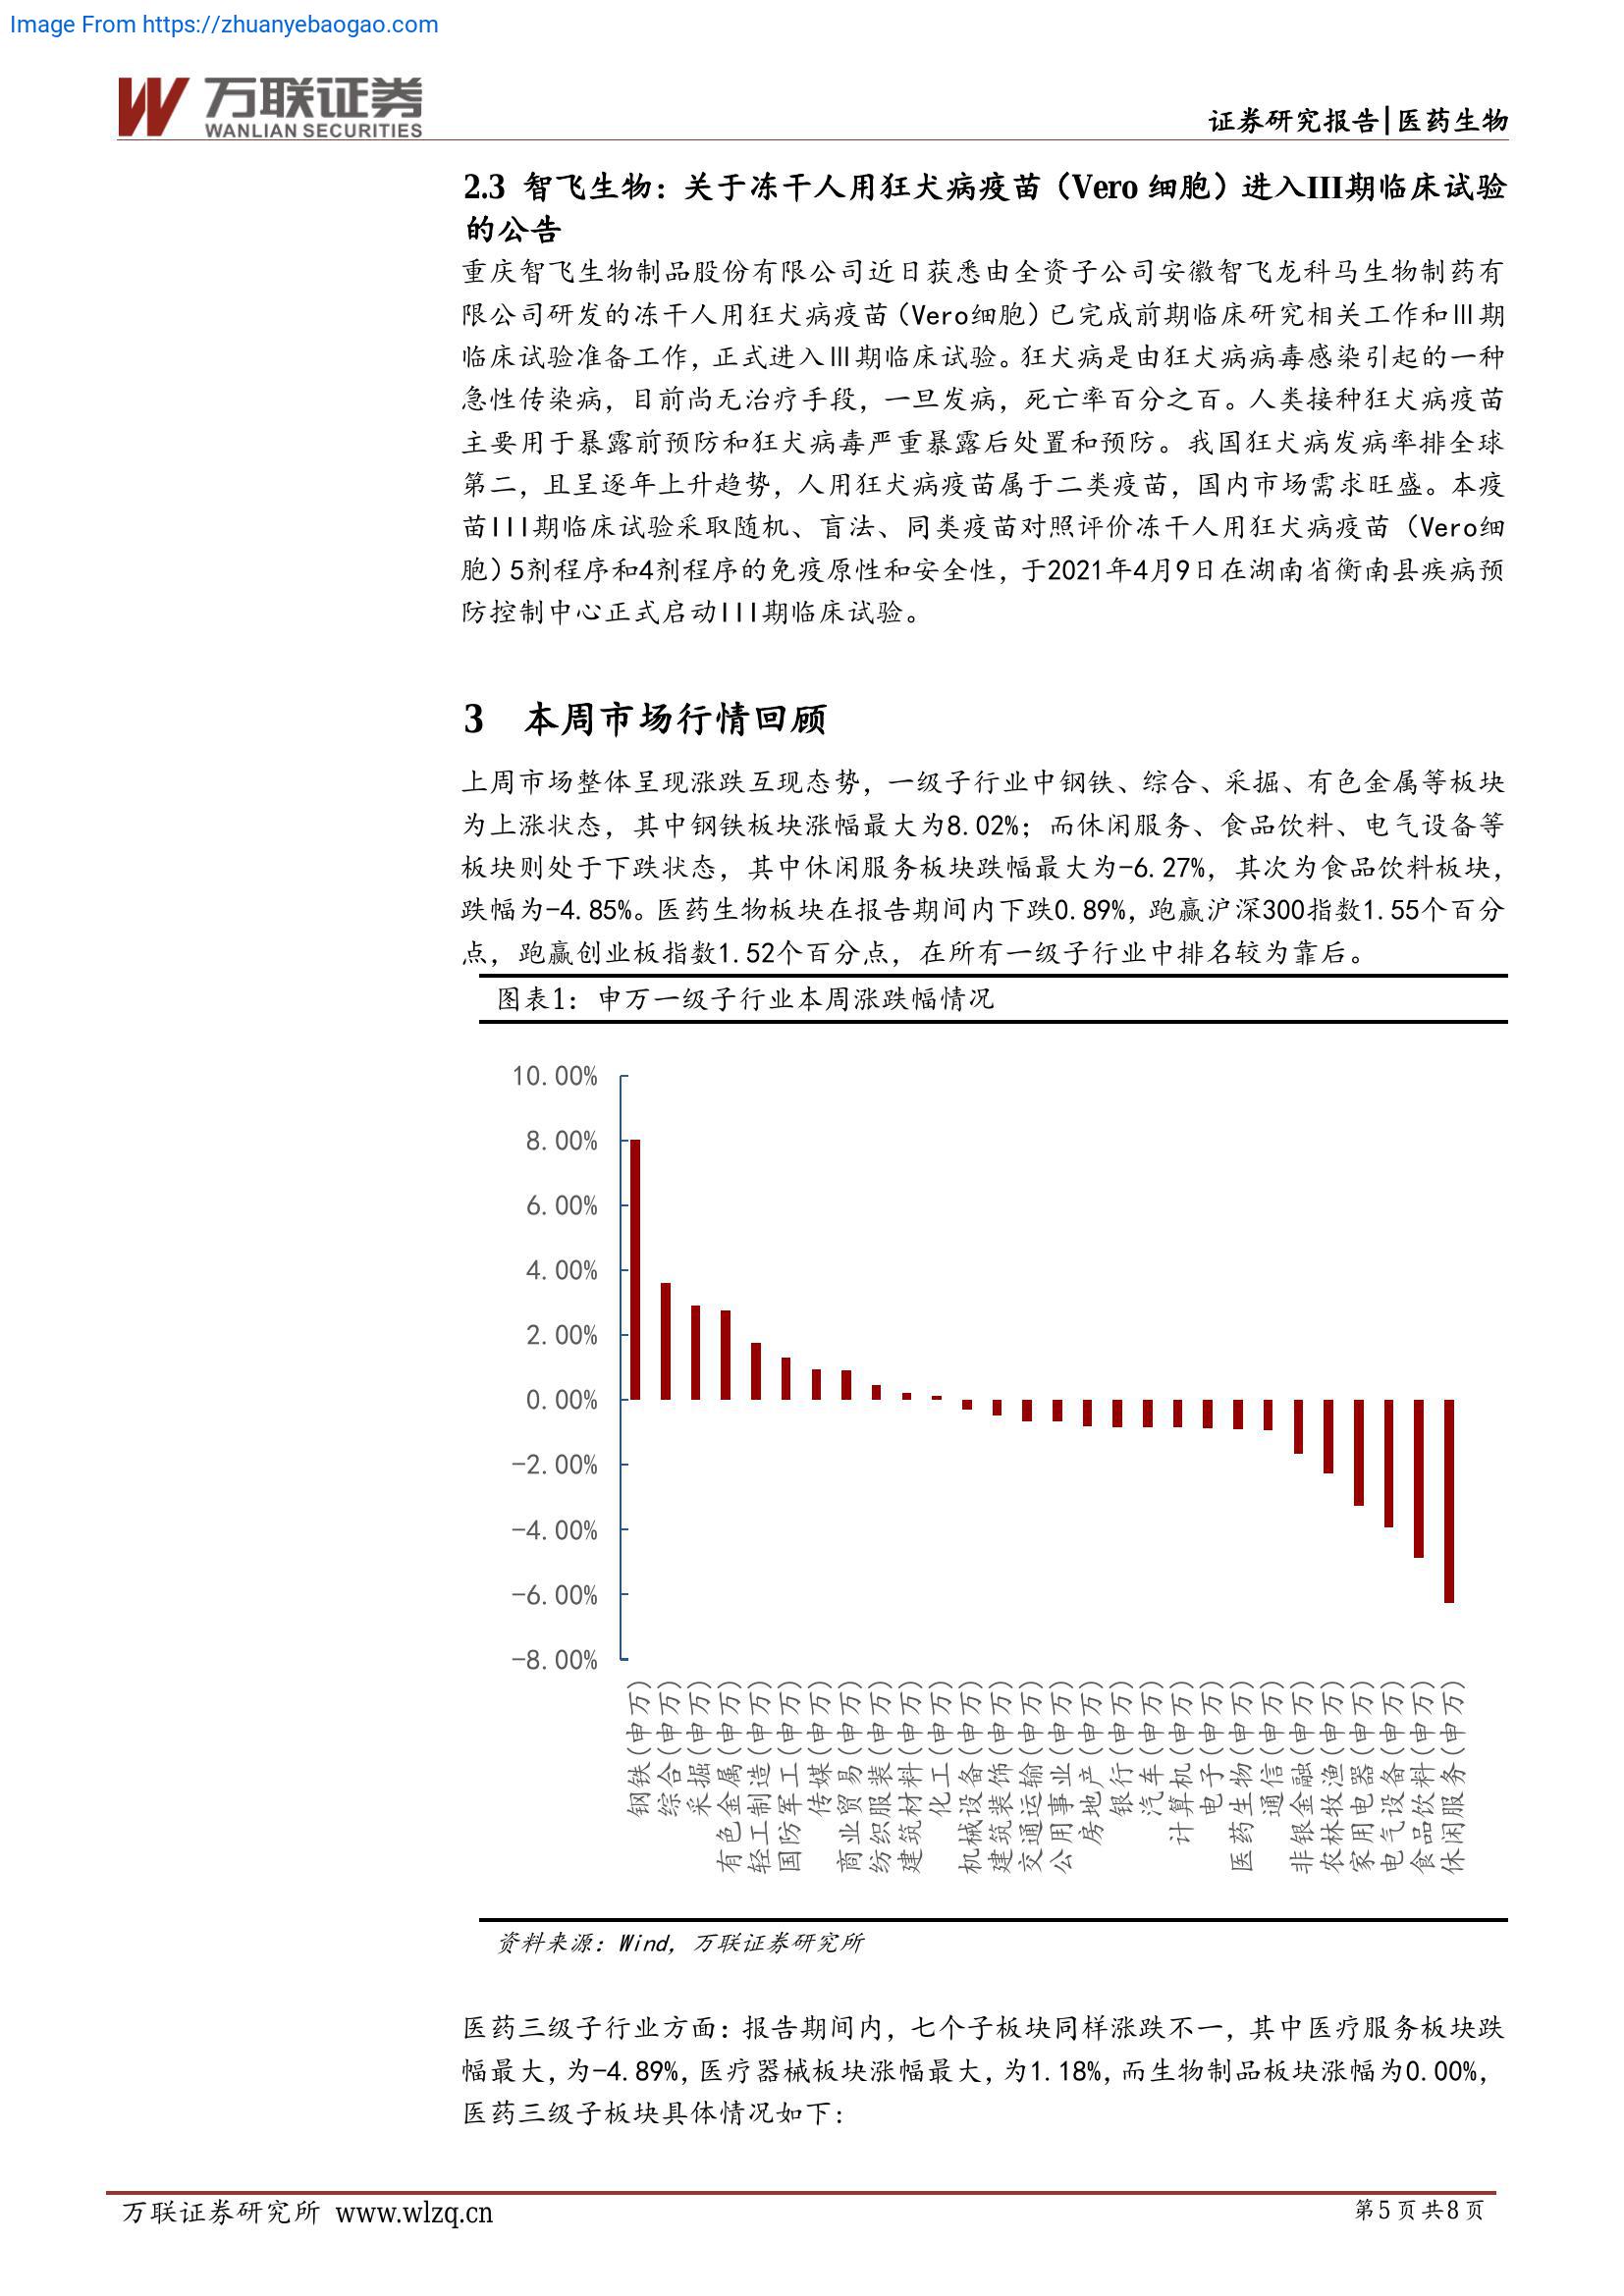 Image From https://zhuanyebaogao.com
万联证券
WANLIAN SECURITIES
证券研究报告|医药生物
2.3 智飞生物：关于冻干人用狂犬病疫苗（Vero 细胞）进入III期临床试验
的公告
重庆智飞生物制品股份有限公司近日获悉由全资子公司安徽智飞龙科马生物制药有
限公司研发的冻干人用狂犬病疫苗（Vero细胞）已完成前期临床研究相关工作和Ⅲ期
临床试验准备工作，正式进入Ⅲ期临床试验。狂犬病是由狂犬病病毒感染引起的一种
急性传染病，目前尚无治疗手段，一旦发病，死亡率百分之百。人类接种狂犬病疫苗
主要用于暴露前预防和狂犬病毒严重暴露后处置和预防。我国狂犬病发病率排全球
第二，且呈逐年上升趋势，人用狂犬病疫苗属于二类疫苗，国内市场需求旺盛。本疫
苗III期临床试验采取随机、盲法、同类疫苗对照评价冻干人用狂犬病疫苗（Vero细
胞）5剂程序和4剂程序的免疫原性和安全性，于2021年4月9日在湖南省衡南县疾病预
防控制中心正式启动III期临床试验。
3 本周市场行情回顾
上周市场整体呈现涨跌互现态势，一级子行业中钢铁、综合、采掘、有色金属等板块
为上涨状态，其中钢铁板块涨幅最大为8.02%；而休闲服务、食品饮料、电气设备等
板块则处于下跌状态，其中休闲服务板块跌幅最大为-6.27%，其次为食品饮料板块，
跌幅为-4.85%。医药生物板块在报告期间内下跌0.89%，跑赢沪深300指数1.55个百分
点，跑赢创业板指数1.52个百分点，在所有一级子行业中排名较为靠后。
图表1：申万一级子行业本周涨跌幅情况
10.00%
8.00%
6.00%
4.00%
2.00%
0.00%
-2.00%
-4.00%
-6.00%
-8.00%
钢铁(申万)
综合(申万)
采掘(申万)
有色金属(申万)
轻工制造(申万)
国防军工(申万)
传媒(申万)
商业贸易(申万)
纺织服装(申万)
建筑材料(申万)
化工(申万)
机械设备(申万)
建筑装饰(申万)
交通运输(申万)
公用事业(申万)
房地产(申万)
银行(申万)
汽车(申万)
计算机(申万)
电子(申万)
医药生物(申万)
通信(申万)
非银金融(申万)
农林牧渔(申万)
家用电器(申万)
电气设备(申万)
食品饮料(申万)
休闲服务(申万)
资料来源：Wind，万联证券研究所
医药三级子行业方面：报告期间内，七个子板块同样涨跌不一，其中医疗服务板块跌
幅最大，为-4.89%，医疗器械板块涨幅最大，为1.18%，而生物制品板块涨幅为0.00%，
医药三级子板块具体情况如下：
万联证券研究所 www.wlzq.cn
第5页共8页